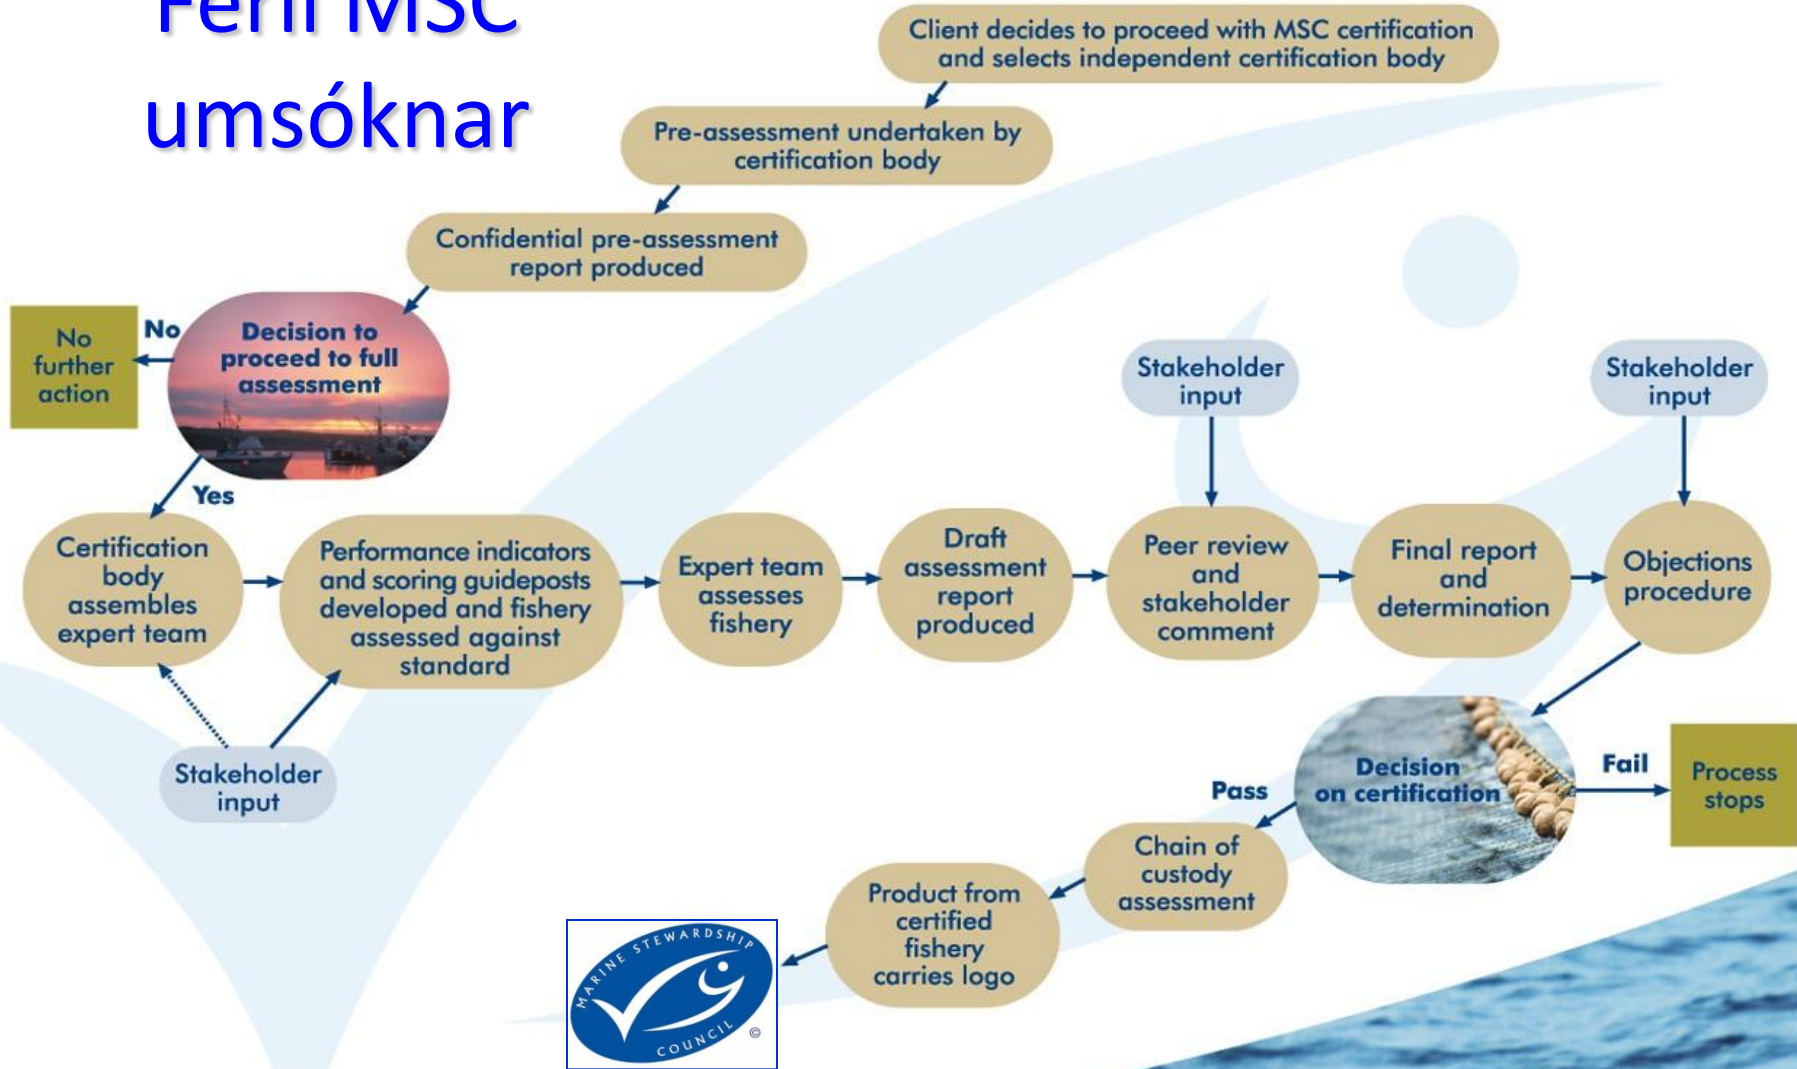 Ferli MSC
umsóknar
Client decides to proceed with MSC certification
and selects independent certification body
Pre-assessment undertaken by
certification body
Confidential pre-assessment
report produced
Decision to
proceed to full
assessment
No
No
further
action
Yes
Stakeholder
input
Stakeholder
input
Certification
body
assembles
expert team
Performance indicators
and scoring guideposts
developed and fishery
assessed against
standard
Expert team
assesses
fishery
Draft
assessment
report
produced
Peer review
and
stakeholder
comment
Final report
and
determination
Objections
procedure
Stakeholder
input
Decision
on certification
Fail
Process
stops
Pass
Chain of
custody
assessment
Product from
certified
fishery
carries logo
MARINE STEWARDSHIP
COUNCIL
©